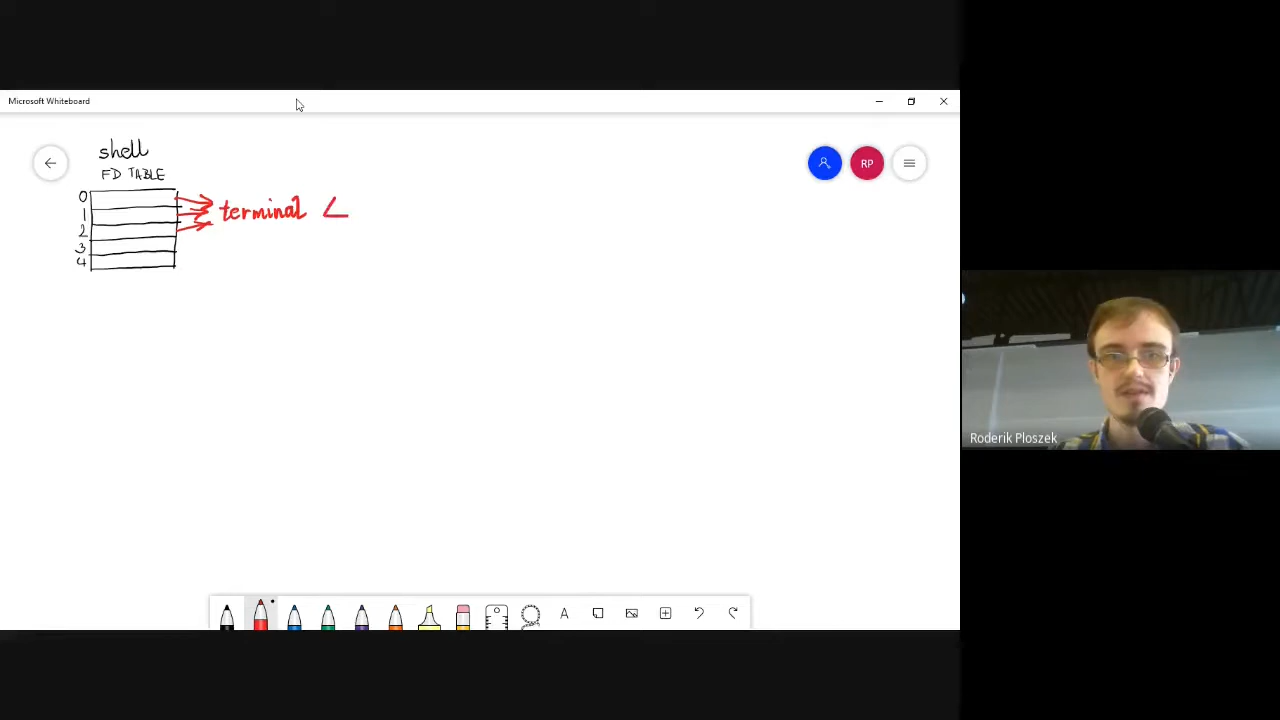 Microsoft Whiteboard
shell
FD TABLE
RP
0
1
2
3
4
terminal <
Roderik Ploszek
A